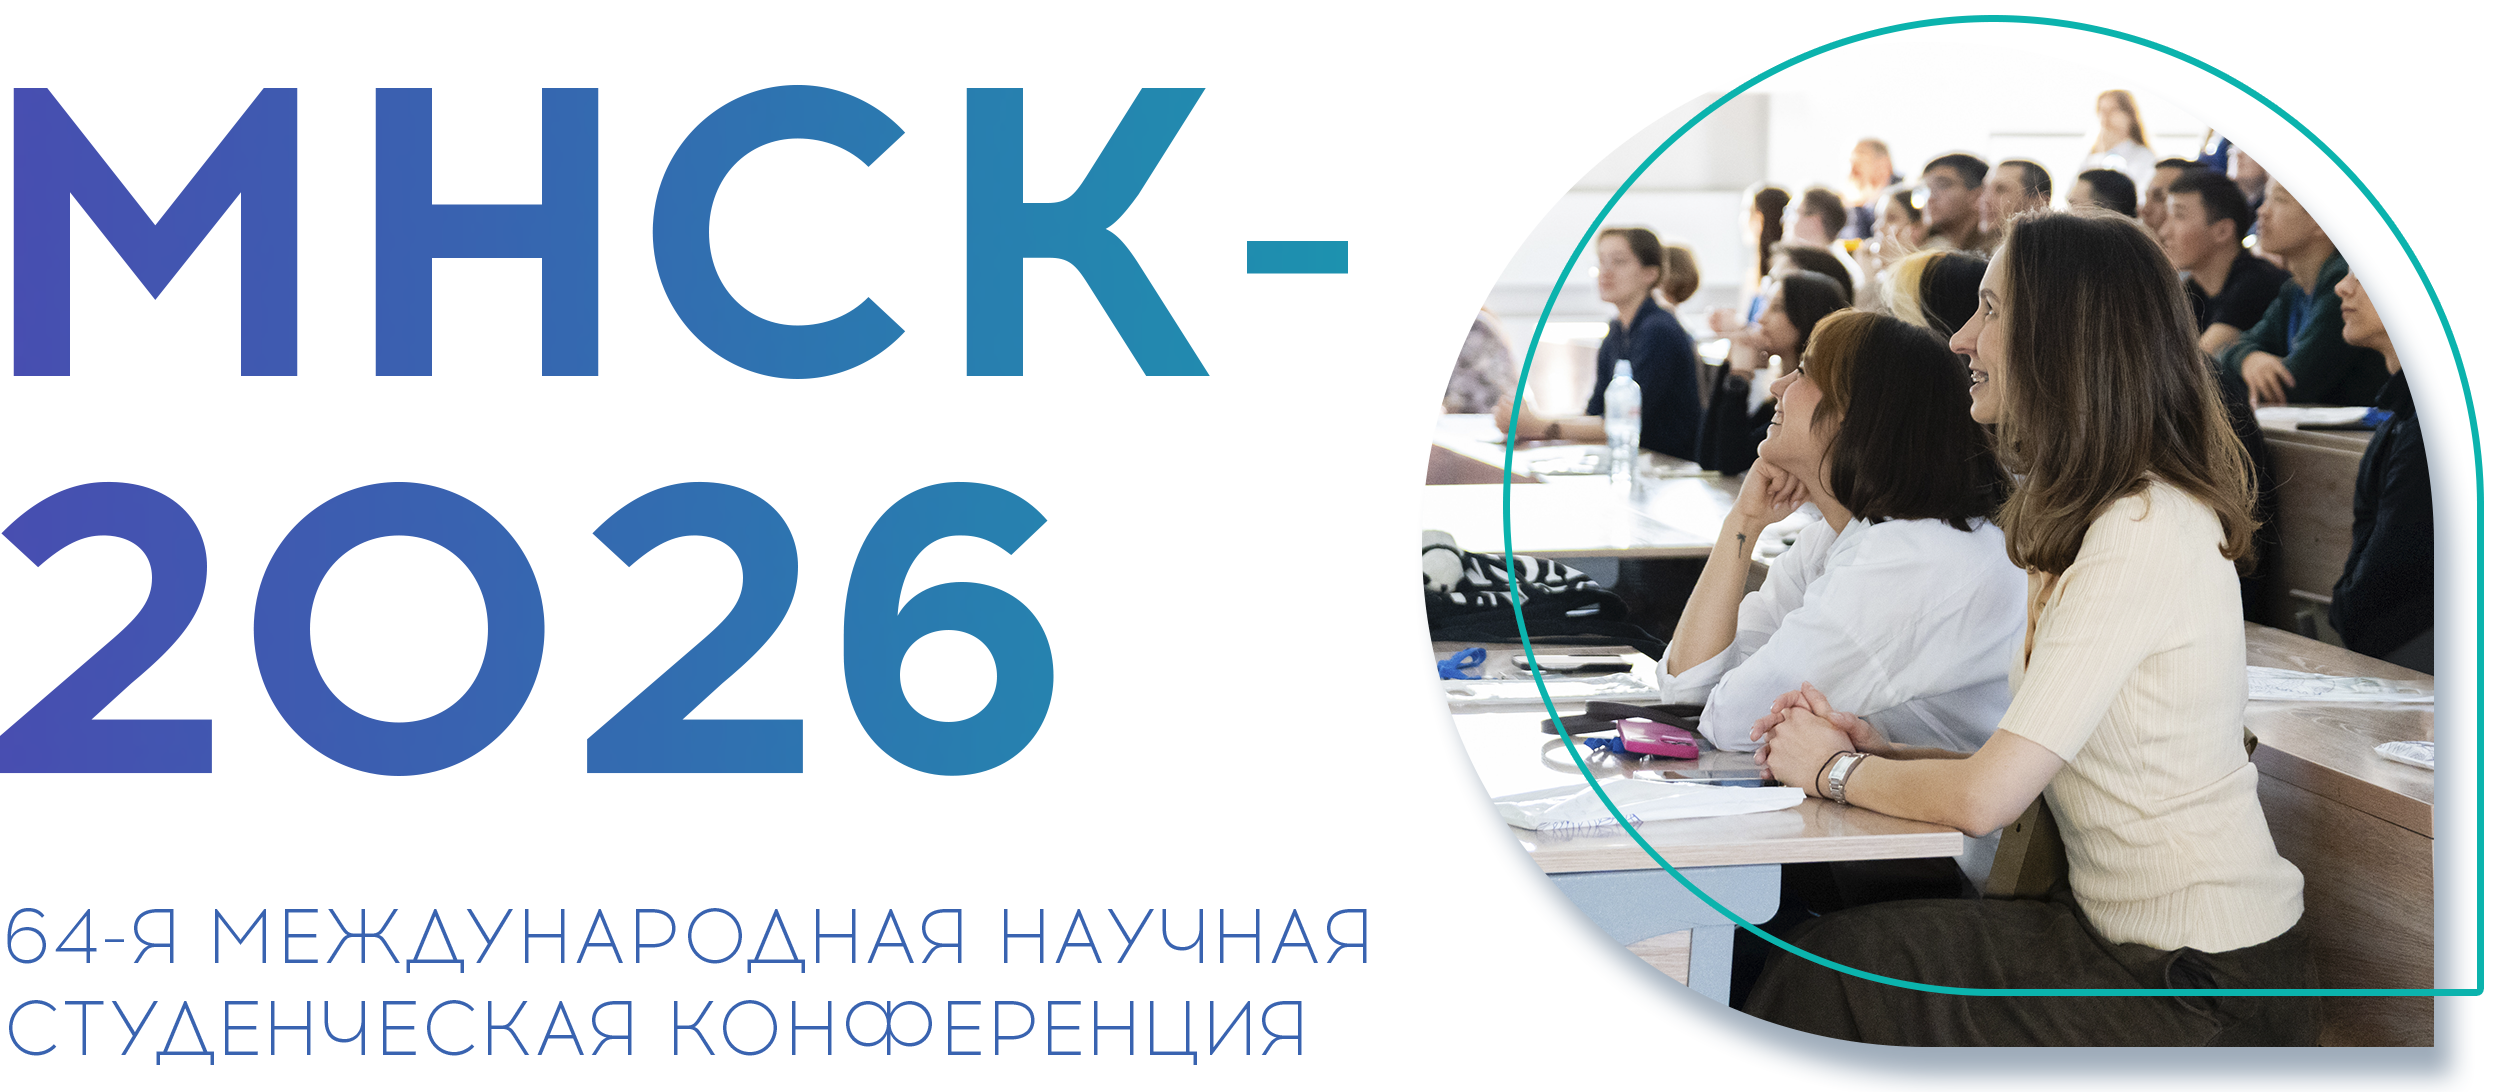 МНСК-
2026
64-Я МЕЖДУНАРОДНАЯ НАУЧНАЯ
СТУДЕНЧЕСКАЯ КОНФЕРЕНЦИЯ